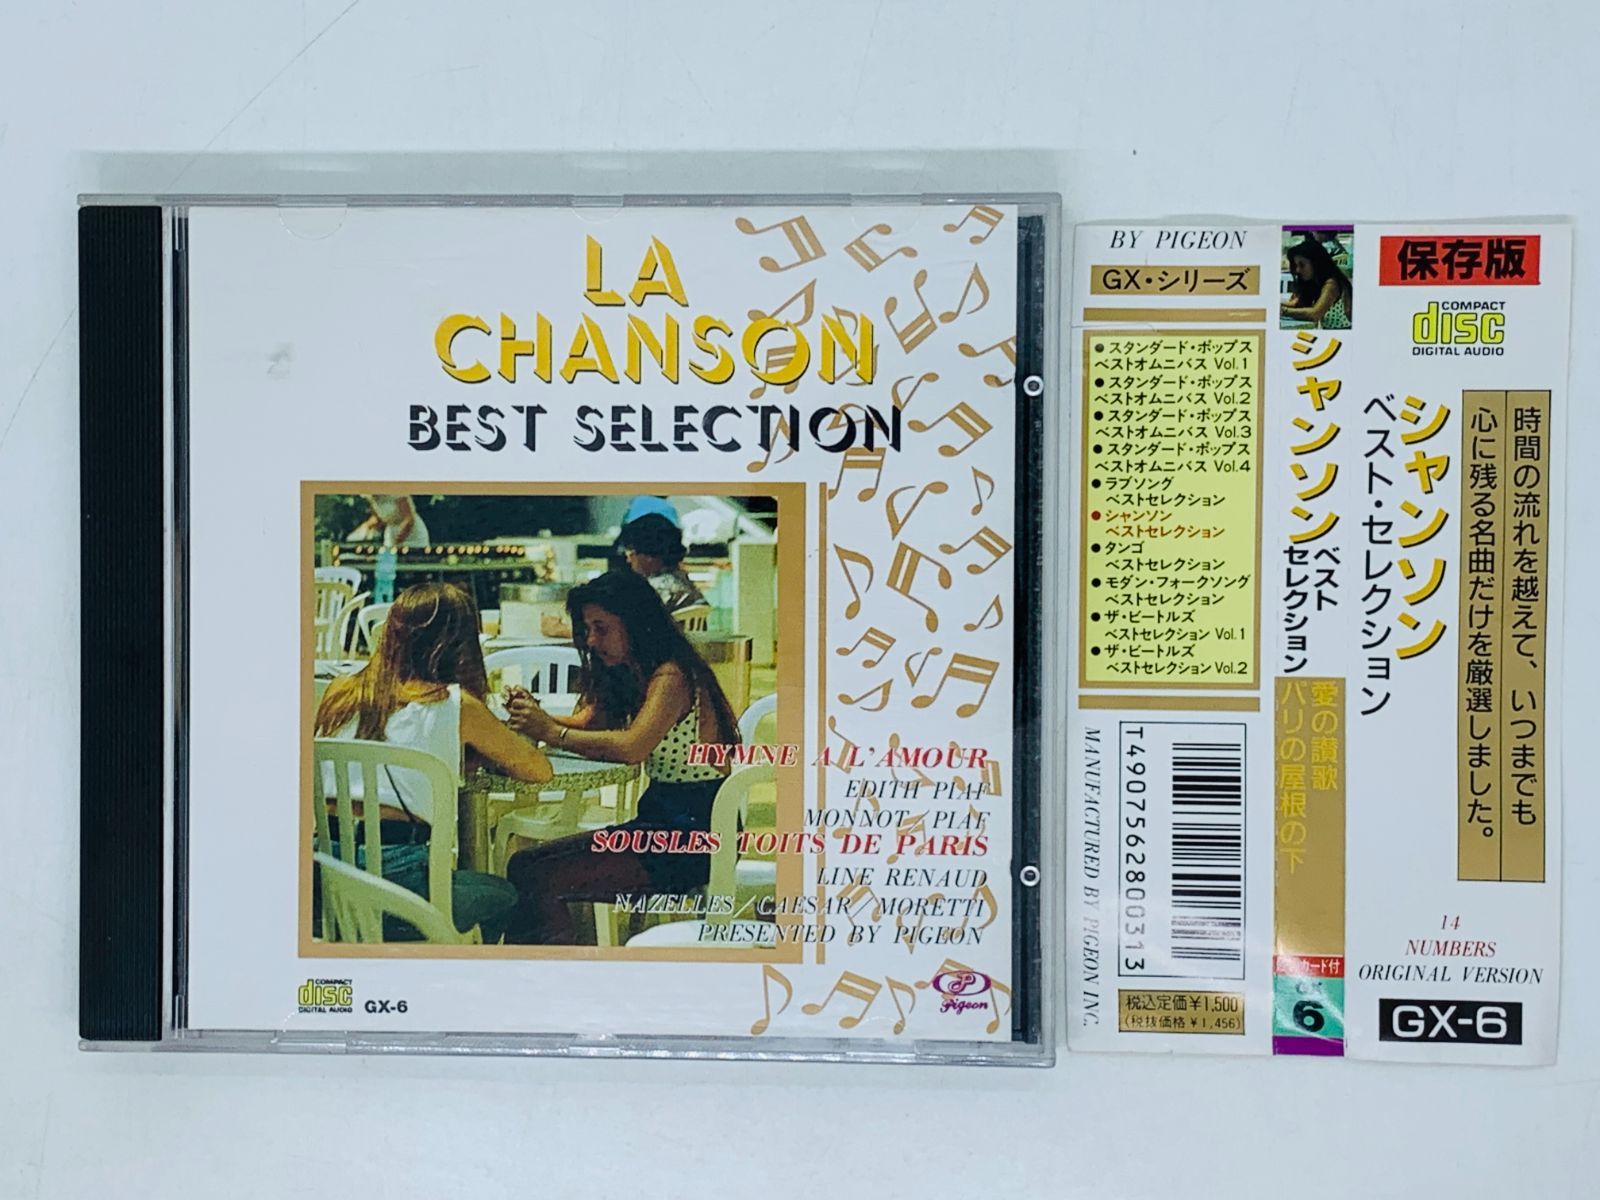 LA
CHANSON
BEST SELECTION
HYMNE A L'AMOUR
EDITH PIAF
MONNOT/PIAF
SOUSLES TOITS DE PARIS
LINE RENAUD
NAZELLES/CAESAR/MORETTI
PRESENTED BY PIGEON
COMPACT
disc
DIGITAL AUDIO
GX-6
P
Pigeon
BY PIGEON
GX・シリーズ
●スタンダード・ポップス
ベストオムニバス Vol.1
●スタンダード・ポップス
ベストオムニバス Vol.2
●スタンダード・ポップス
ベストオムニバス Vol.3
●スタンダード・ポップス
ベストオムニバス Vol.4
●ラブソング
ベストセレクション
●シャンソン
ベストセレクション
●タンゴ
ベストセレクション
●モダン・フォークソング
ベストセレクション
●ザ・ビートルズ
ベストセレクション Vol.1
●ザ・ビートルズ
ベストセレクション Vol.2
MANUFACTURED BY PIGEON INC.
T4907562800313
税込定価¥1,500
(税抜価格¥1,456)
シャンソン
ベスト
セレクション
愛の讃歌
パリの屋根の下
カード付
6
保存版
COMPACT
disc
DIGITAL AUDIO
時間の流れを越えて、いつまでも
心に残る名曲だけを厳選しました。
シャンソン
ベスト・セレクション
14
NUMBERS
ORIGINAL VERSION
GX-6